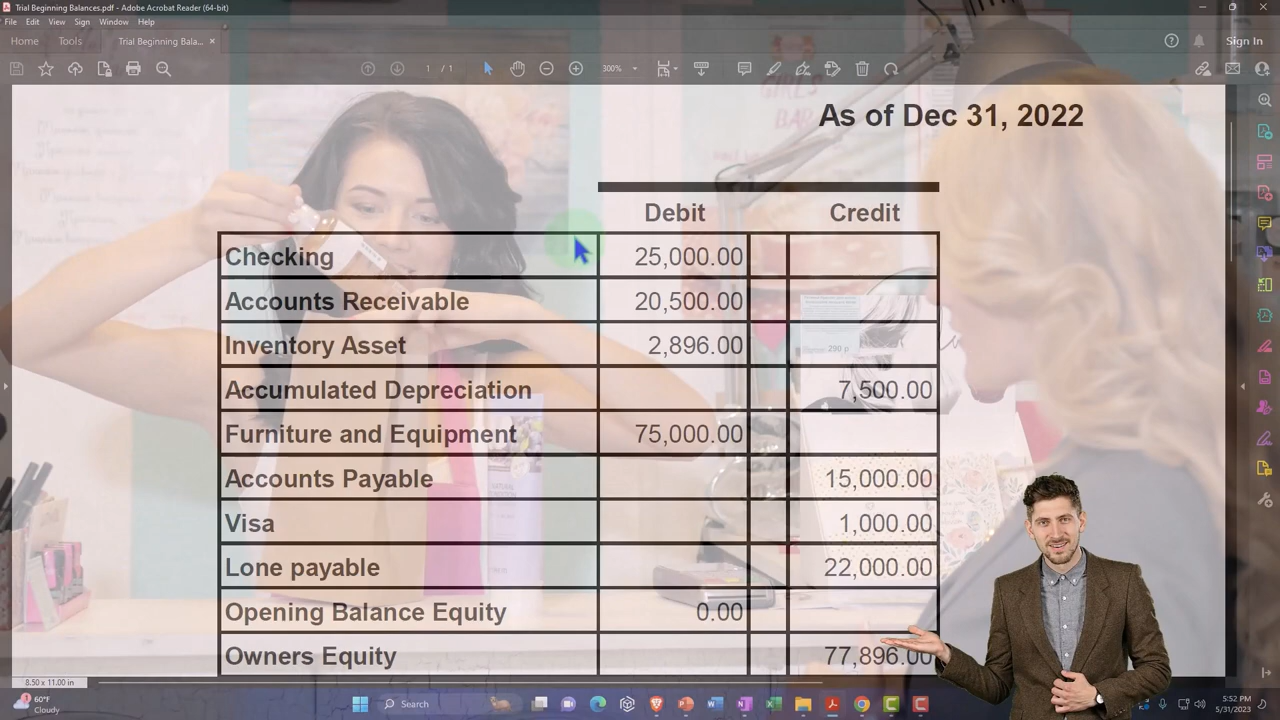 Trial Beginning Balances.pdf - Adobe Acrobat Reader (64-bit)
File Edit View Sign Window Help
Home Tools Trial Beginning Bala... × Sign In
1 / 1 300%
As of Dec 31, 2022
Debit Credit
Checking 25,000.00
Accounts Receivable 20,500.00
Inventory Asset 2,896.00
Accumulated Depreciation 7,500.00
Furniture and Equipment 75,000.00
Accounts Payable 15,000.00
Visa 1,000.00
Lone payable 22,000.00
Opening Balance Equity 0.00
Owners Equity 77,896.00
GIRLS
BAR
290 p
8.50 x 11.00 in
60°F
Cloudy
Search
5:52 PM
5/31/2023